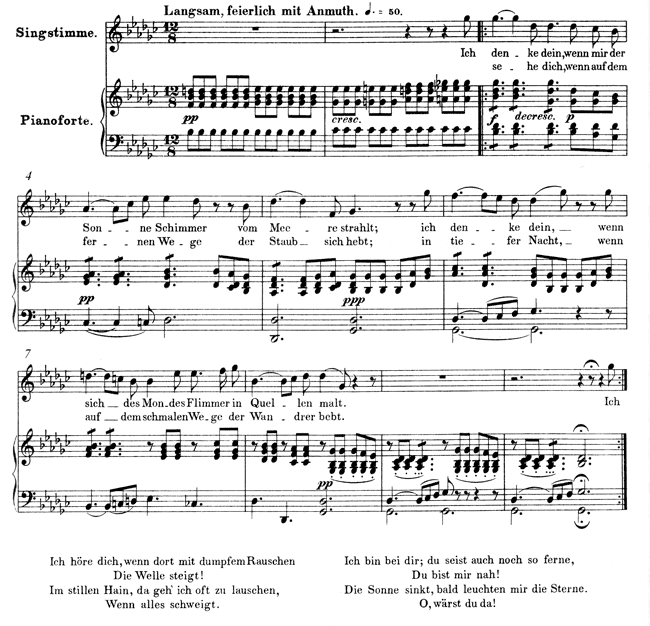 Langsam, feierlich mit Anmuth. ♩. = 50.
Singstimme.
12/8
Ich den - ke dein, wenn mir der
se - he dich, wenn auf dem
Pianoforte.
12/8
pp cresc. f decresc. p
12/8
4
Son - ne Schimmer vom Mee - re strahlt; ich den - ke dein, wenn
fer - nen We - ge der Staub sich hebt; in tie - fer Nacht, wenn
pp ppp
7
sich des Mon - des Flimmer in Quel - len malt. Ich
auf dem schmalen We - ge der Wan - drer bebt.
pp
Ich höre dich, wenn dort mit dumpfem Rauschen
Die Welle steigt!
Im stillen Hain, da geh' ich oft zu lauschen,
Wenn alles schweigt.
Ich bin bei dir; du seist auch noch so ferne,
Du bist mir nah!
Die Sonne sinkt, bald leuchten mir die Sterne.
O, wärst du da!